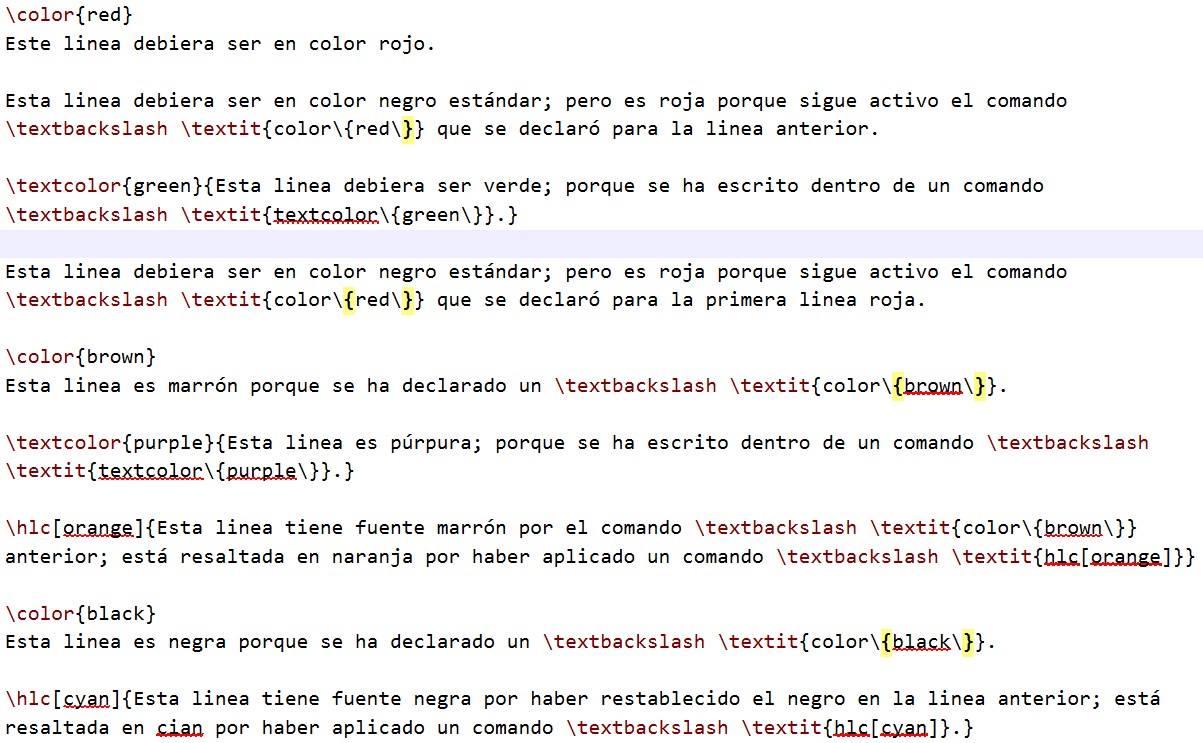 \color{red}
Este linea debiera ser en color rojo.
Esta linea debiera ser en color negro estándar; pero es roja porque sigue activo el comando
\textbackslash \textit{color\{red\}} que se declaró para la linea anterior.
\textcolor{green}{Esta linea debiera ser verde; porque se ha escrito dentro de un comando
\textbackslash \textit{textcolor\{green\}}.}
Esta linea debiera ser en color negro estándar; pero es roja porque sigue activo el comando
\textbackslash \textit{color\{red\}} que se declaró para la primera linea roja.
\color{brown}
Esta linea es marrón porque se ha declarado un \textbackslash \textit{color\{brown\}}.
\textcolor{purple}{Esta linea es púrpura; porque se ha escrito dentro de un comando \textbackslash
\textit{textcolor\{purple\}}.}
\hlc[orange]{Esta linea tiene fuente marrón por el comando \textbackslash \textit{color\{brown\}}
anterior; está resaltada en naranja por haber aplicado un comando \textbackslash \textit{hlc[orange]}}
\color{black}
Esta linea es negra porque se ha declarado un \textbackslash \textit{color\{black\}}.
\hlc[cyan]{Esta linea tiene fuente negra por haber restablecido el negro en la linea anterior; está
resaltada en cian por haber aplicado un comando \textbackslash \textit{hlc[cyan]}.}